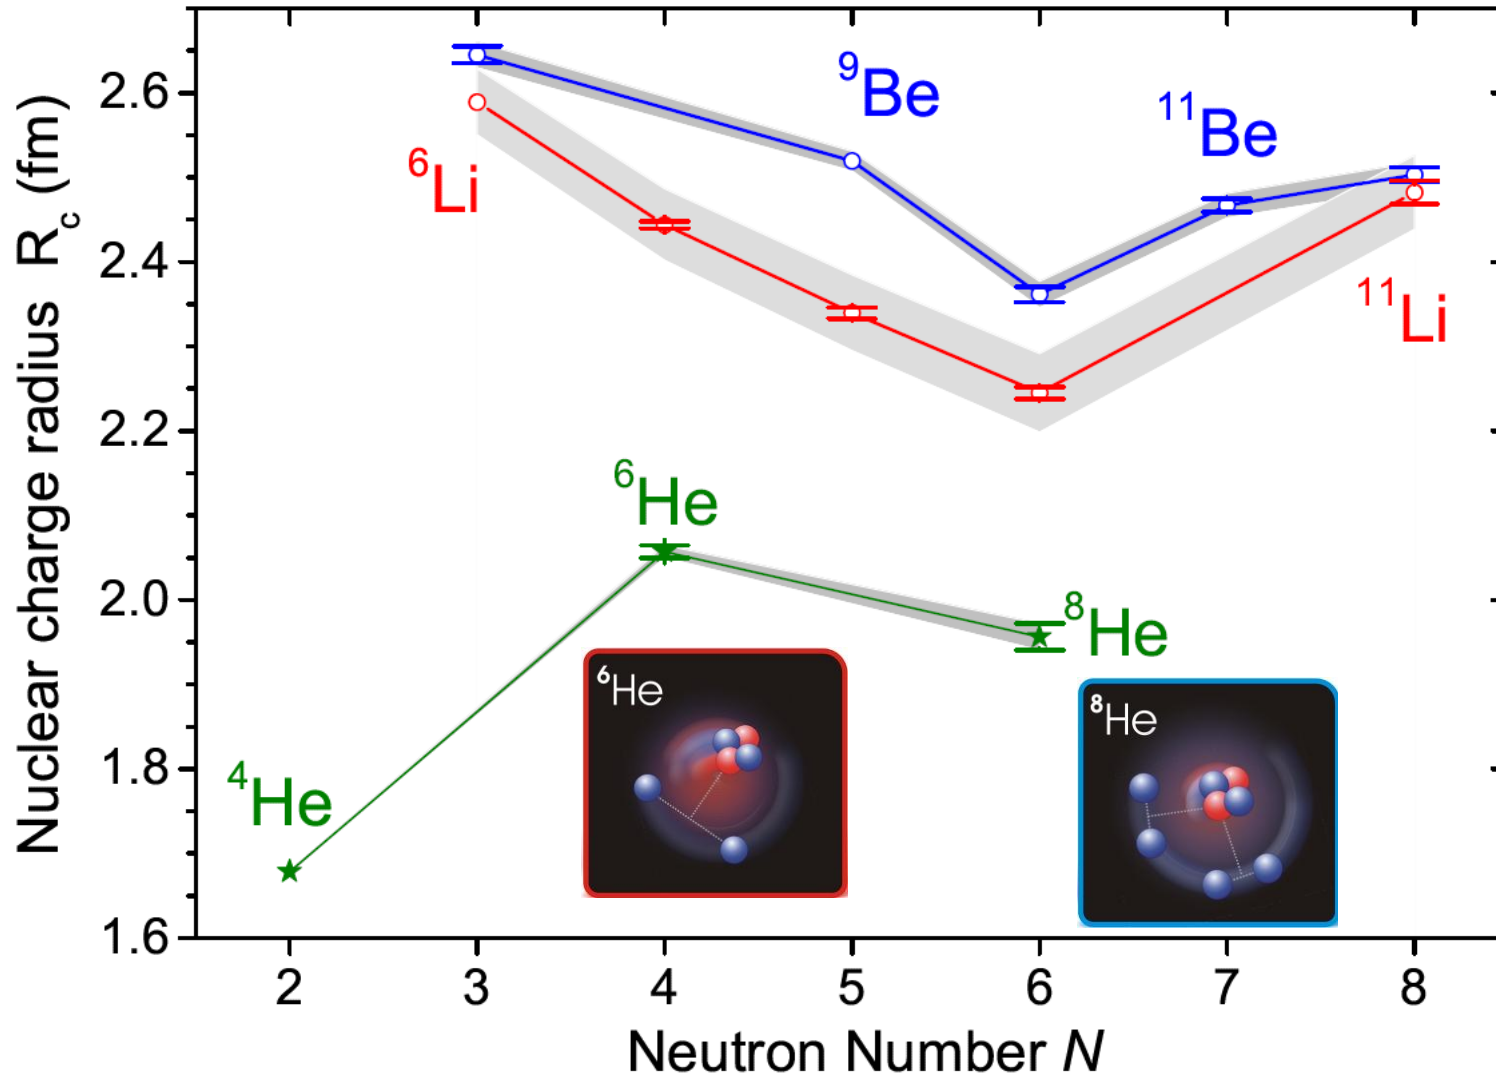 Nuclear charge radius R_c (fm)
2.6
2.4
2.2
2.0
1.8
1.6
⁹Be
¹¹Be
⁶Li
¹¹Li
⁶He
⁸He
⁴He
⁶He
⁸He
2 3 4 5 6 7 8
Neutron Number N